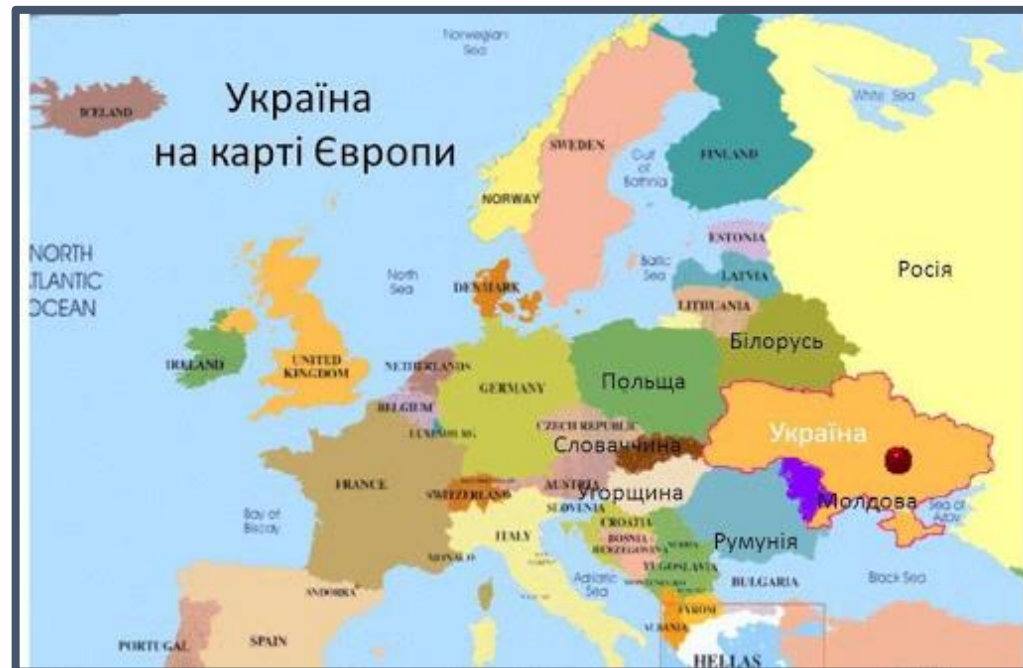 Україна
на карті Європи
Norwegian
Sea
White Sea
ICELAND
SWEDEN
FINLAND
Gulf
of
Bothnia
NORWAY
NORTH
ATLANTIC
OCEAN
North
Sea
Baltic
Sea
ESTONIA
LATVIA
LITHUANIA
Росія
DENMARK
Білорусь
IRELAND
UNITED
KINGDOM
NETHERLANDS
GERMANY
Польща
BELGIUM
LUXEMBOURG
CZECH REPUBLIC
Словаччина
Україна
FRANCE
SWITZERLAND
AUSTRIA
Угорщина
Молдова
Sea of
Azov
SLOVENIA
Bay of
Biscay
ITALY
CROATIA
BOSNIA
HERZEGOVINA
Румунія
MONACO
YUGOSLAVIA
Adriatic
Sea
BULGARIA
Black Sea
ANDORRA
FYROM
ALBANIA
PORTUGAL
SPAIN
HELLAS